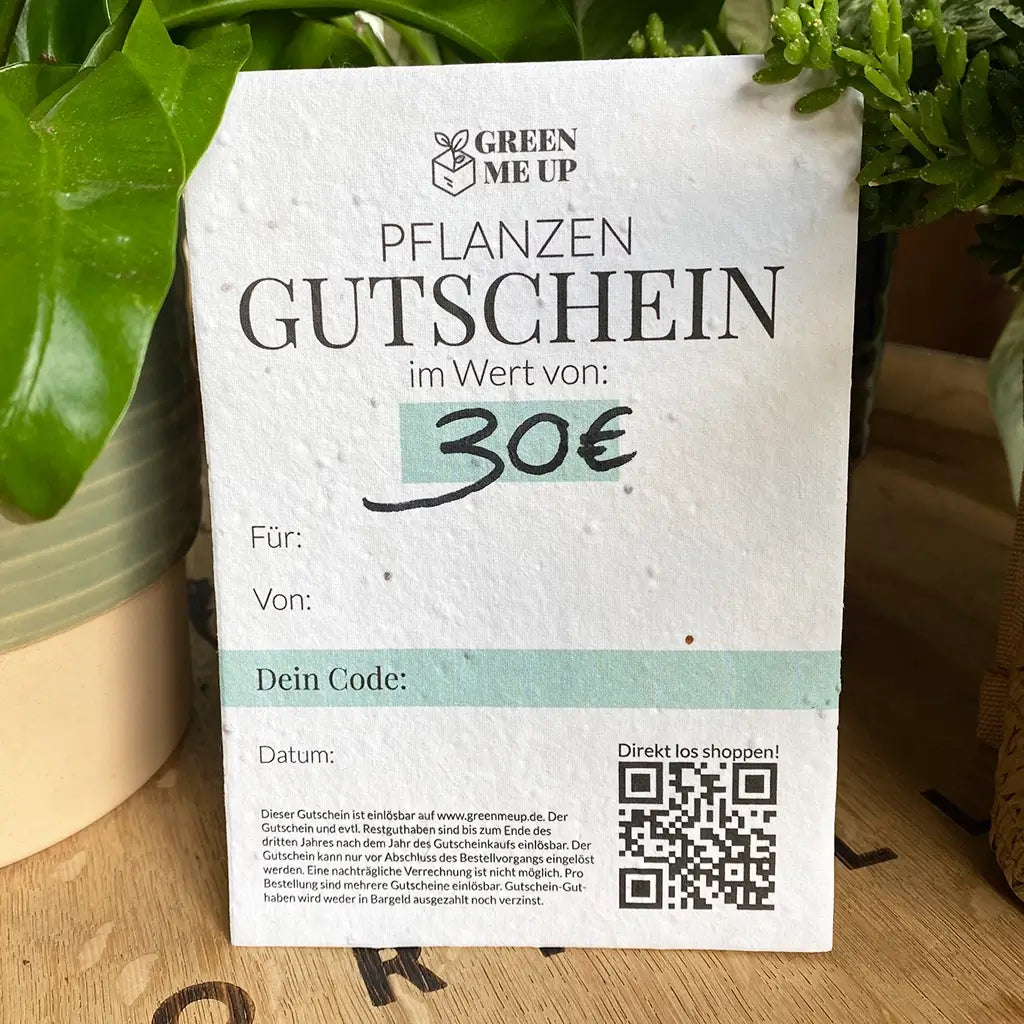 GREEN
ME UP
PFLANZEN
GUTSCHEIN
im Wert von:
30€
Für:
Von:
Dein Code:
Datum:
Direkt los shoppen!
Dieser Gutschein ist einlösbar auf www.greenmeup.de. Der
Gutschein und evtl. Restguthaben sind bis zum Ende des
dritten Jahres nach dem Jahr des Gutscheinkaufs einlösbar. Der
Gutschein kann nur vor Abschluss des Bestellvorgangs eingelöst
werden. Eine nachträgliche Verrechnung ist nicht möglich. Pro
Bestellung sind mehrere Gutscheine einlösbar. Gutschein-Gut-
haben wird weder in Bargeld ausgezahlt noch verzinst.